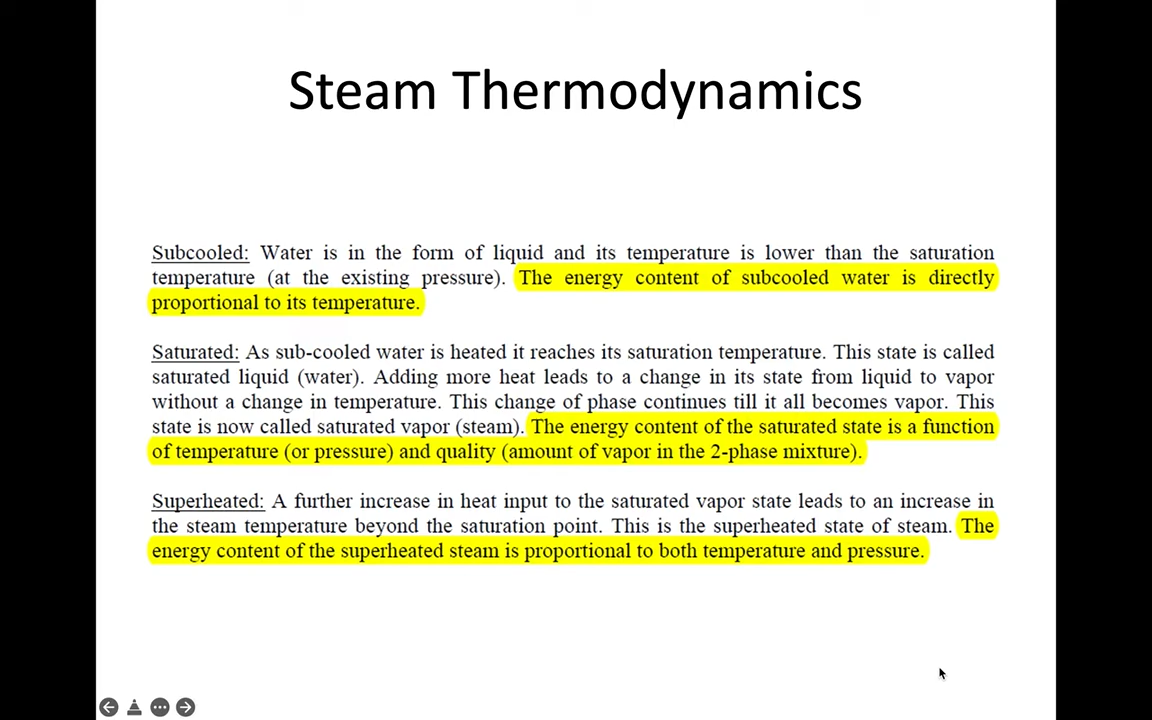 Steam Thermodynamics
Subcooled: Water is in the form of liquid and its temperature is lower than the saturation
temperature (at the existing pressure). The energy content of subcooled water is directly
proportional to its temperature.
Saturated: As sub-cooled water is heated it reaches its saturation temperature. This state is called
saturated liquid (water). Adding more heat leads to a change in its state from liquid to vapor
without a change in temperature. This change of phase continues till it all becomes vapor. This
state is now called saturated vapor (steam). The energy content of the saturated state is a function
of temperature (or pressure) and quality (amount of vapor in the 2-phase mixture).
Superheated: A further increase in heat input to the saturated vapor state leads to an increase in
the steam temperature beyond the saturation point. This is the superheated state of steam. The
energy content of the superheated steam is proportional to both temperature and pressure.